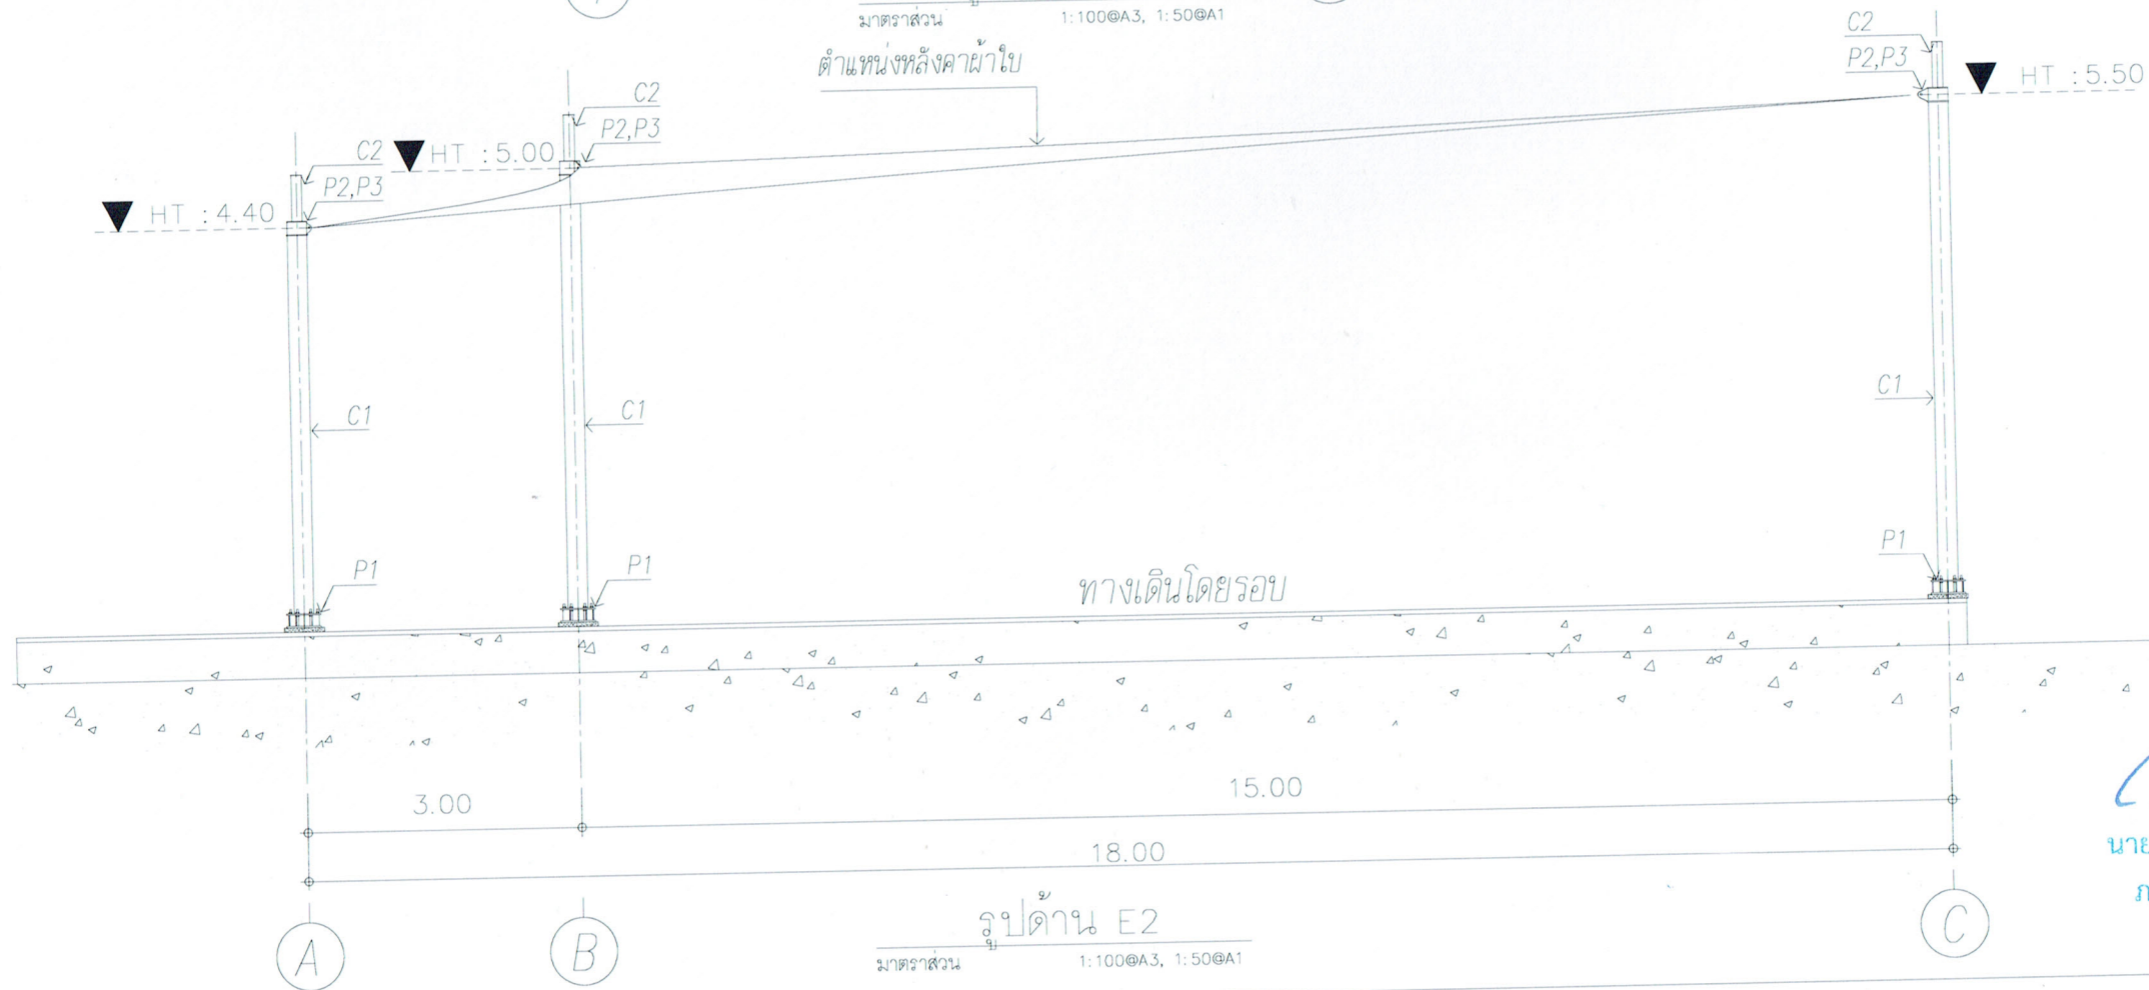 มาตราส่วน 1:100@A3, 1:50@A1
ตำแหน่งหลังคาผ้าใบ
C2
P2,P3
HT :5.50
C2
P2,P3
HT :5.00
C2
P2,P3
HT :4.40
C1
C1
C1
P1
P1
P1
ทางเดินโดยรอบ
3.00
15.00
18.00
นาย
ภ
A
B
C
รูปด้าน E2
มาตราส่วน 1:100@A3, 1:50@A1